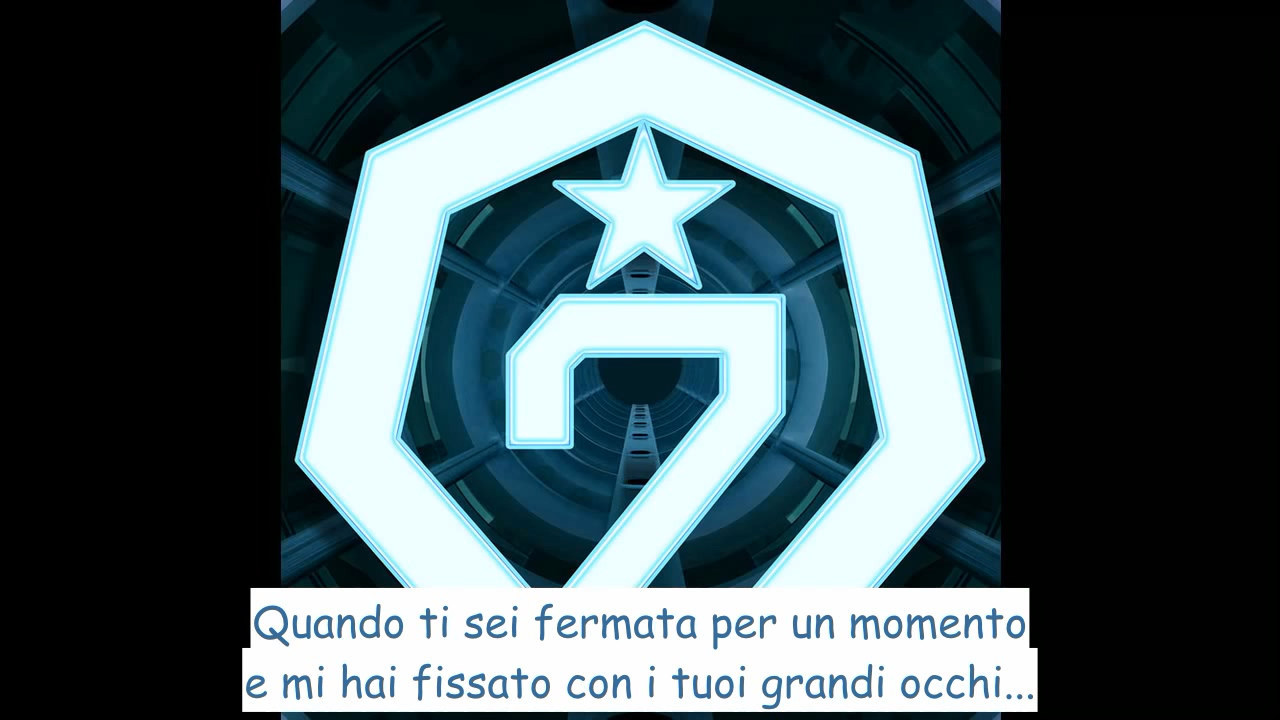 Quando ti sei fermata per un momento
e mi hai fissato con i tuoi grandi occhi...